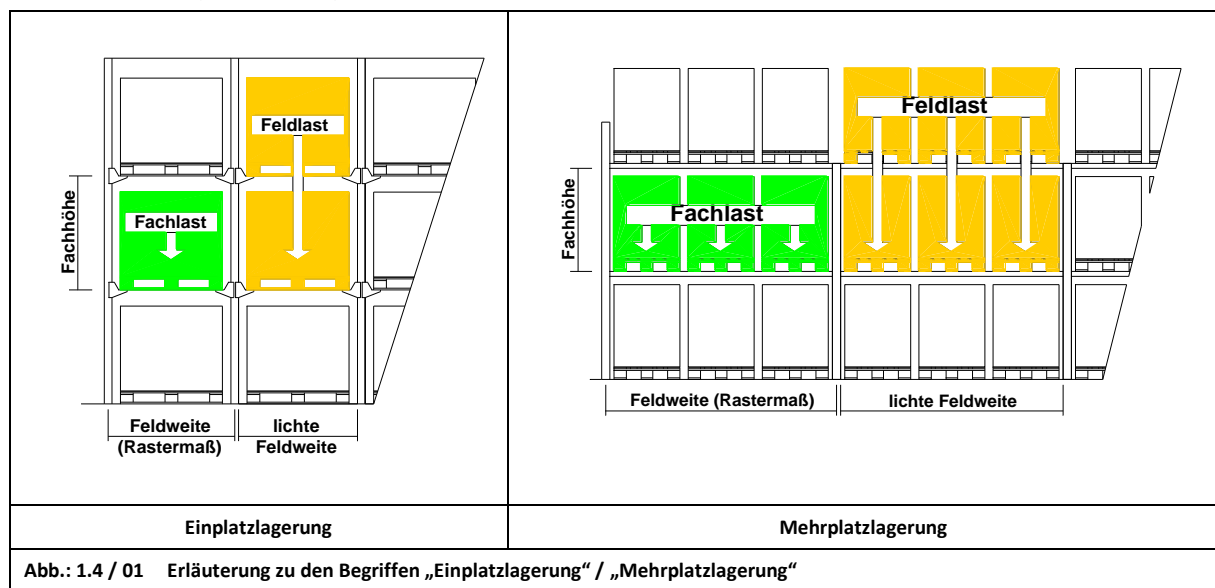 Feldlast
Fachlast
Fachhöhe
Feldweite
(Rastermaß)
lichte
Feldweite
Feldlast
Fachlast
Fachhöhe
Feldweite (Rastermaß)
lichte Feldweite
Einplatzlagerung
Mehrplatzlagerung
Abb.: 1.4 / 01 Erläuterung zu den Begriffen „Einplatzlagerung“ / „Mehrplatzlagerung“